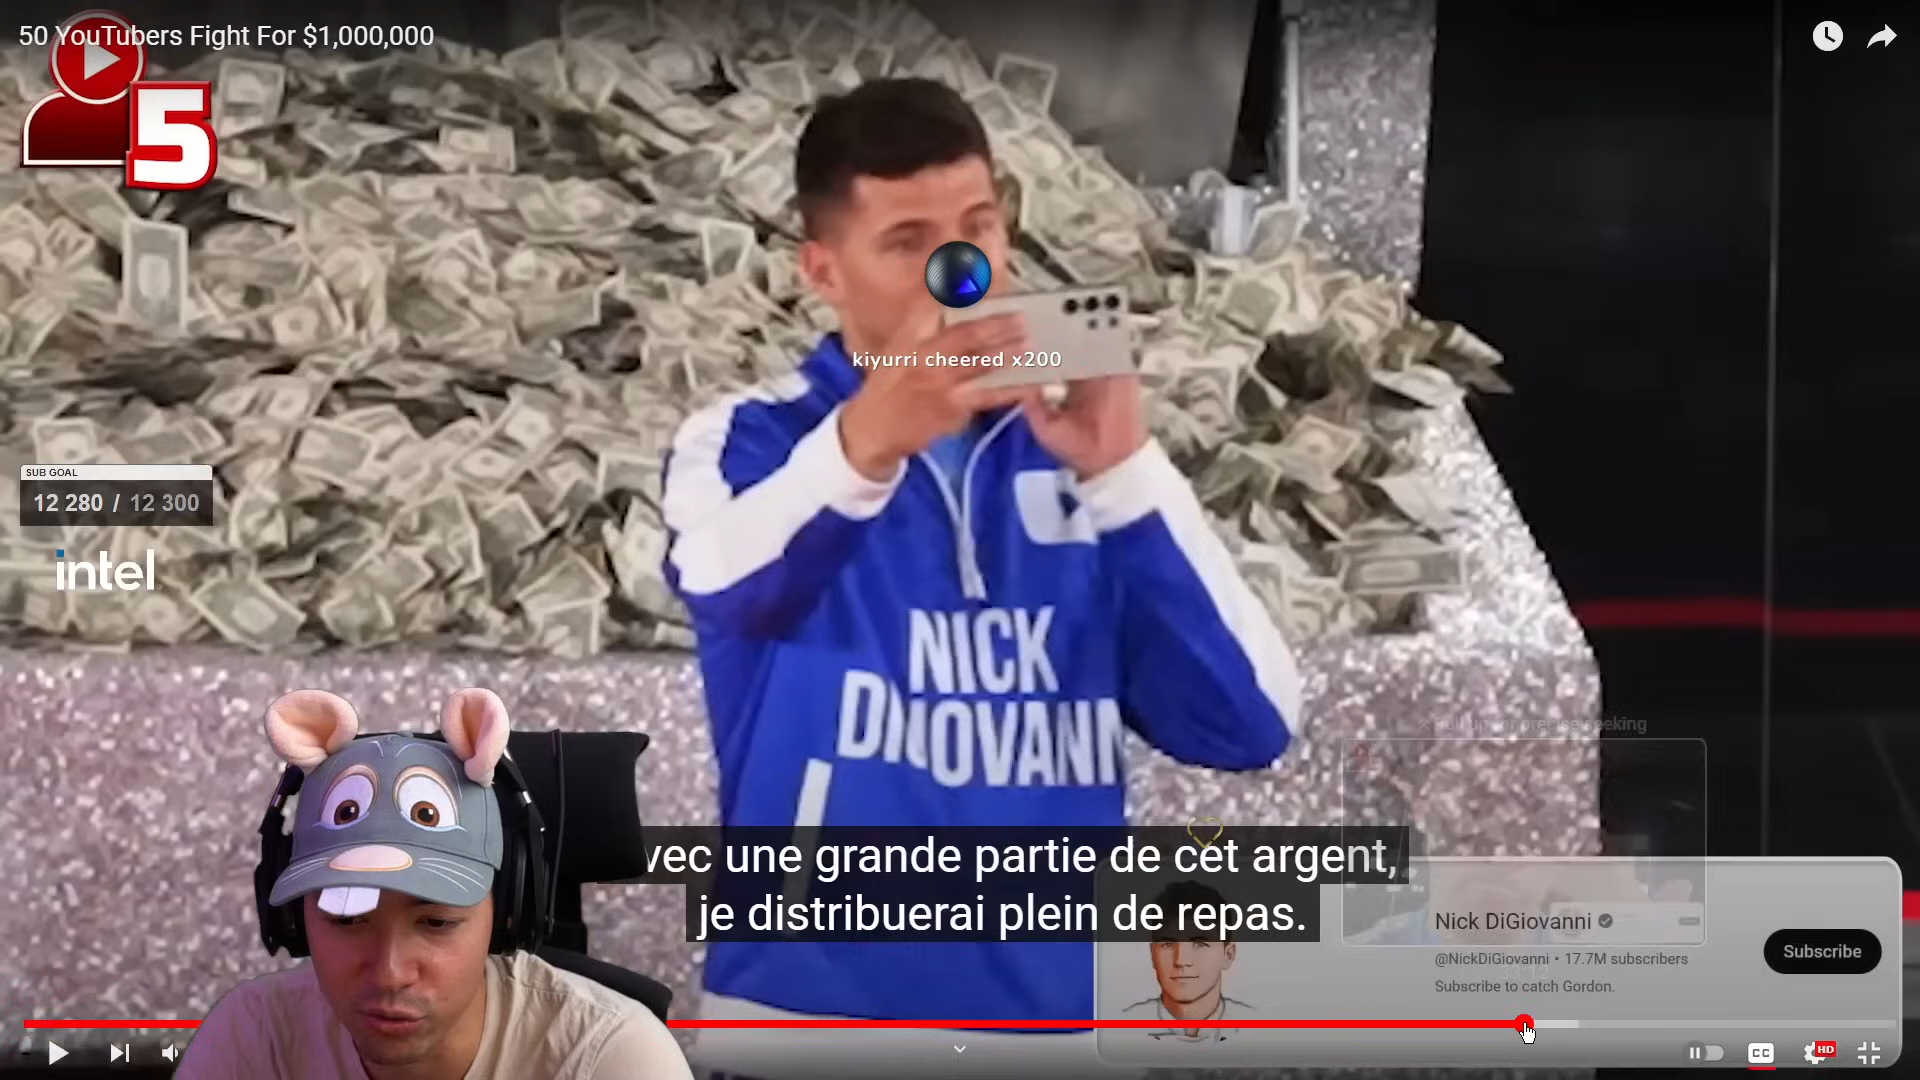 50 YouTubers Fight For $1,000,000
5
kiyurri cheered x200
SUB GOAL
12 280 / 12 300
intel
NICK
une grande partie de cet argent,
je distribuerai plein de repas.
Nick DiGiovanni
@NickDiGiovanni • 17.7M subscribers
Subscribe to catch Gordon.
Subscribe
CC
HD